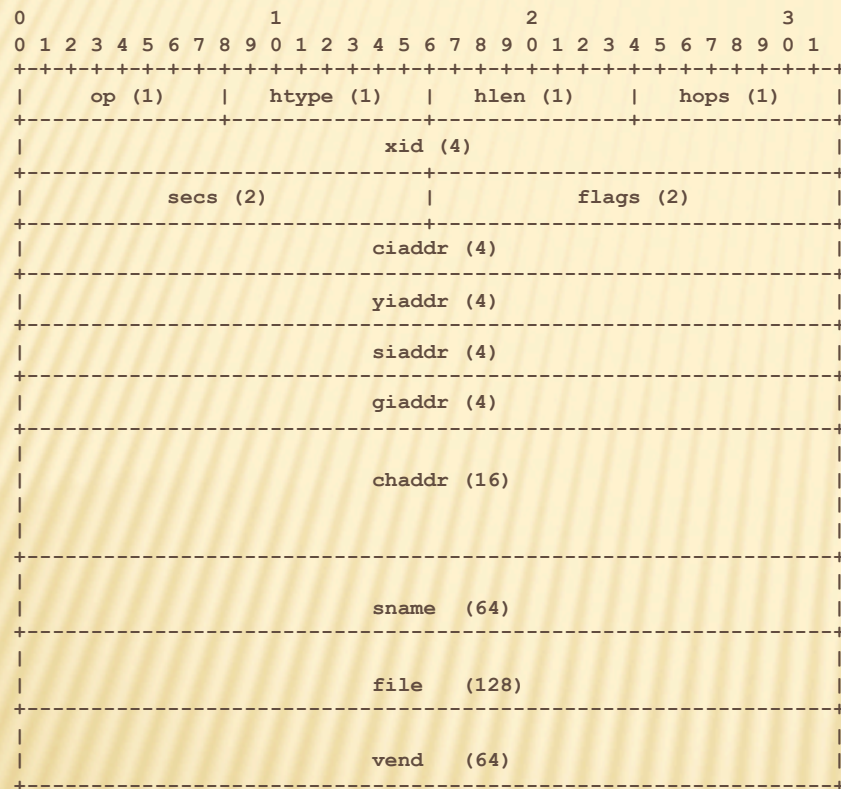 0                   1                   2                   3
0 1 2 3 4 5 6 7 8 9 0 1 2 3 4 5 6 7 8 9 0 1 2 3 4 5 6 7 8 9 0 1
+-+-+-+-+-+-+-+-+-+-+-+-+-+-+-+-+-+-+-+-+-+-+-+-+-+-+-+-+-+-+-+-+
|     op (1)    |   htype (1)   |   hlen (1)    |   hops (1)    |
+---------------+---------------+---------------+---------------+
|                            xid (4)                            |
+-------------------------------+-------------------------------+
|           secs (2)            |           flags (2)           |
+-------------------------------+-------------------------------+
|                           ciaddr (4)                          |
+---------------------------------------------------------------+
|                           yiaddr (4)                          |
+---------------------------------------------------------------+
|                           siaddr (4)                          |
+---------------------------------------------------------------+
|                           giaddr (4)                          |
+---------------------------------------------------------------+
|                                                               |
|                           chaddr (16)                         |
|                                                               |
|                                                               |
+---------------------------------------------------------------+
|                                                               |
|                           sname  (64)                         |
+---------------------------------------------------------------+
|                                                               |
|                           file   (128)                        |
+---------------------------------------------------------------+
|                                                               |
|                           vend   (64)                         |
+---------------------------------------------------------------+